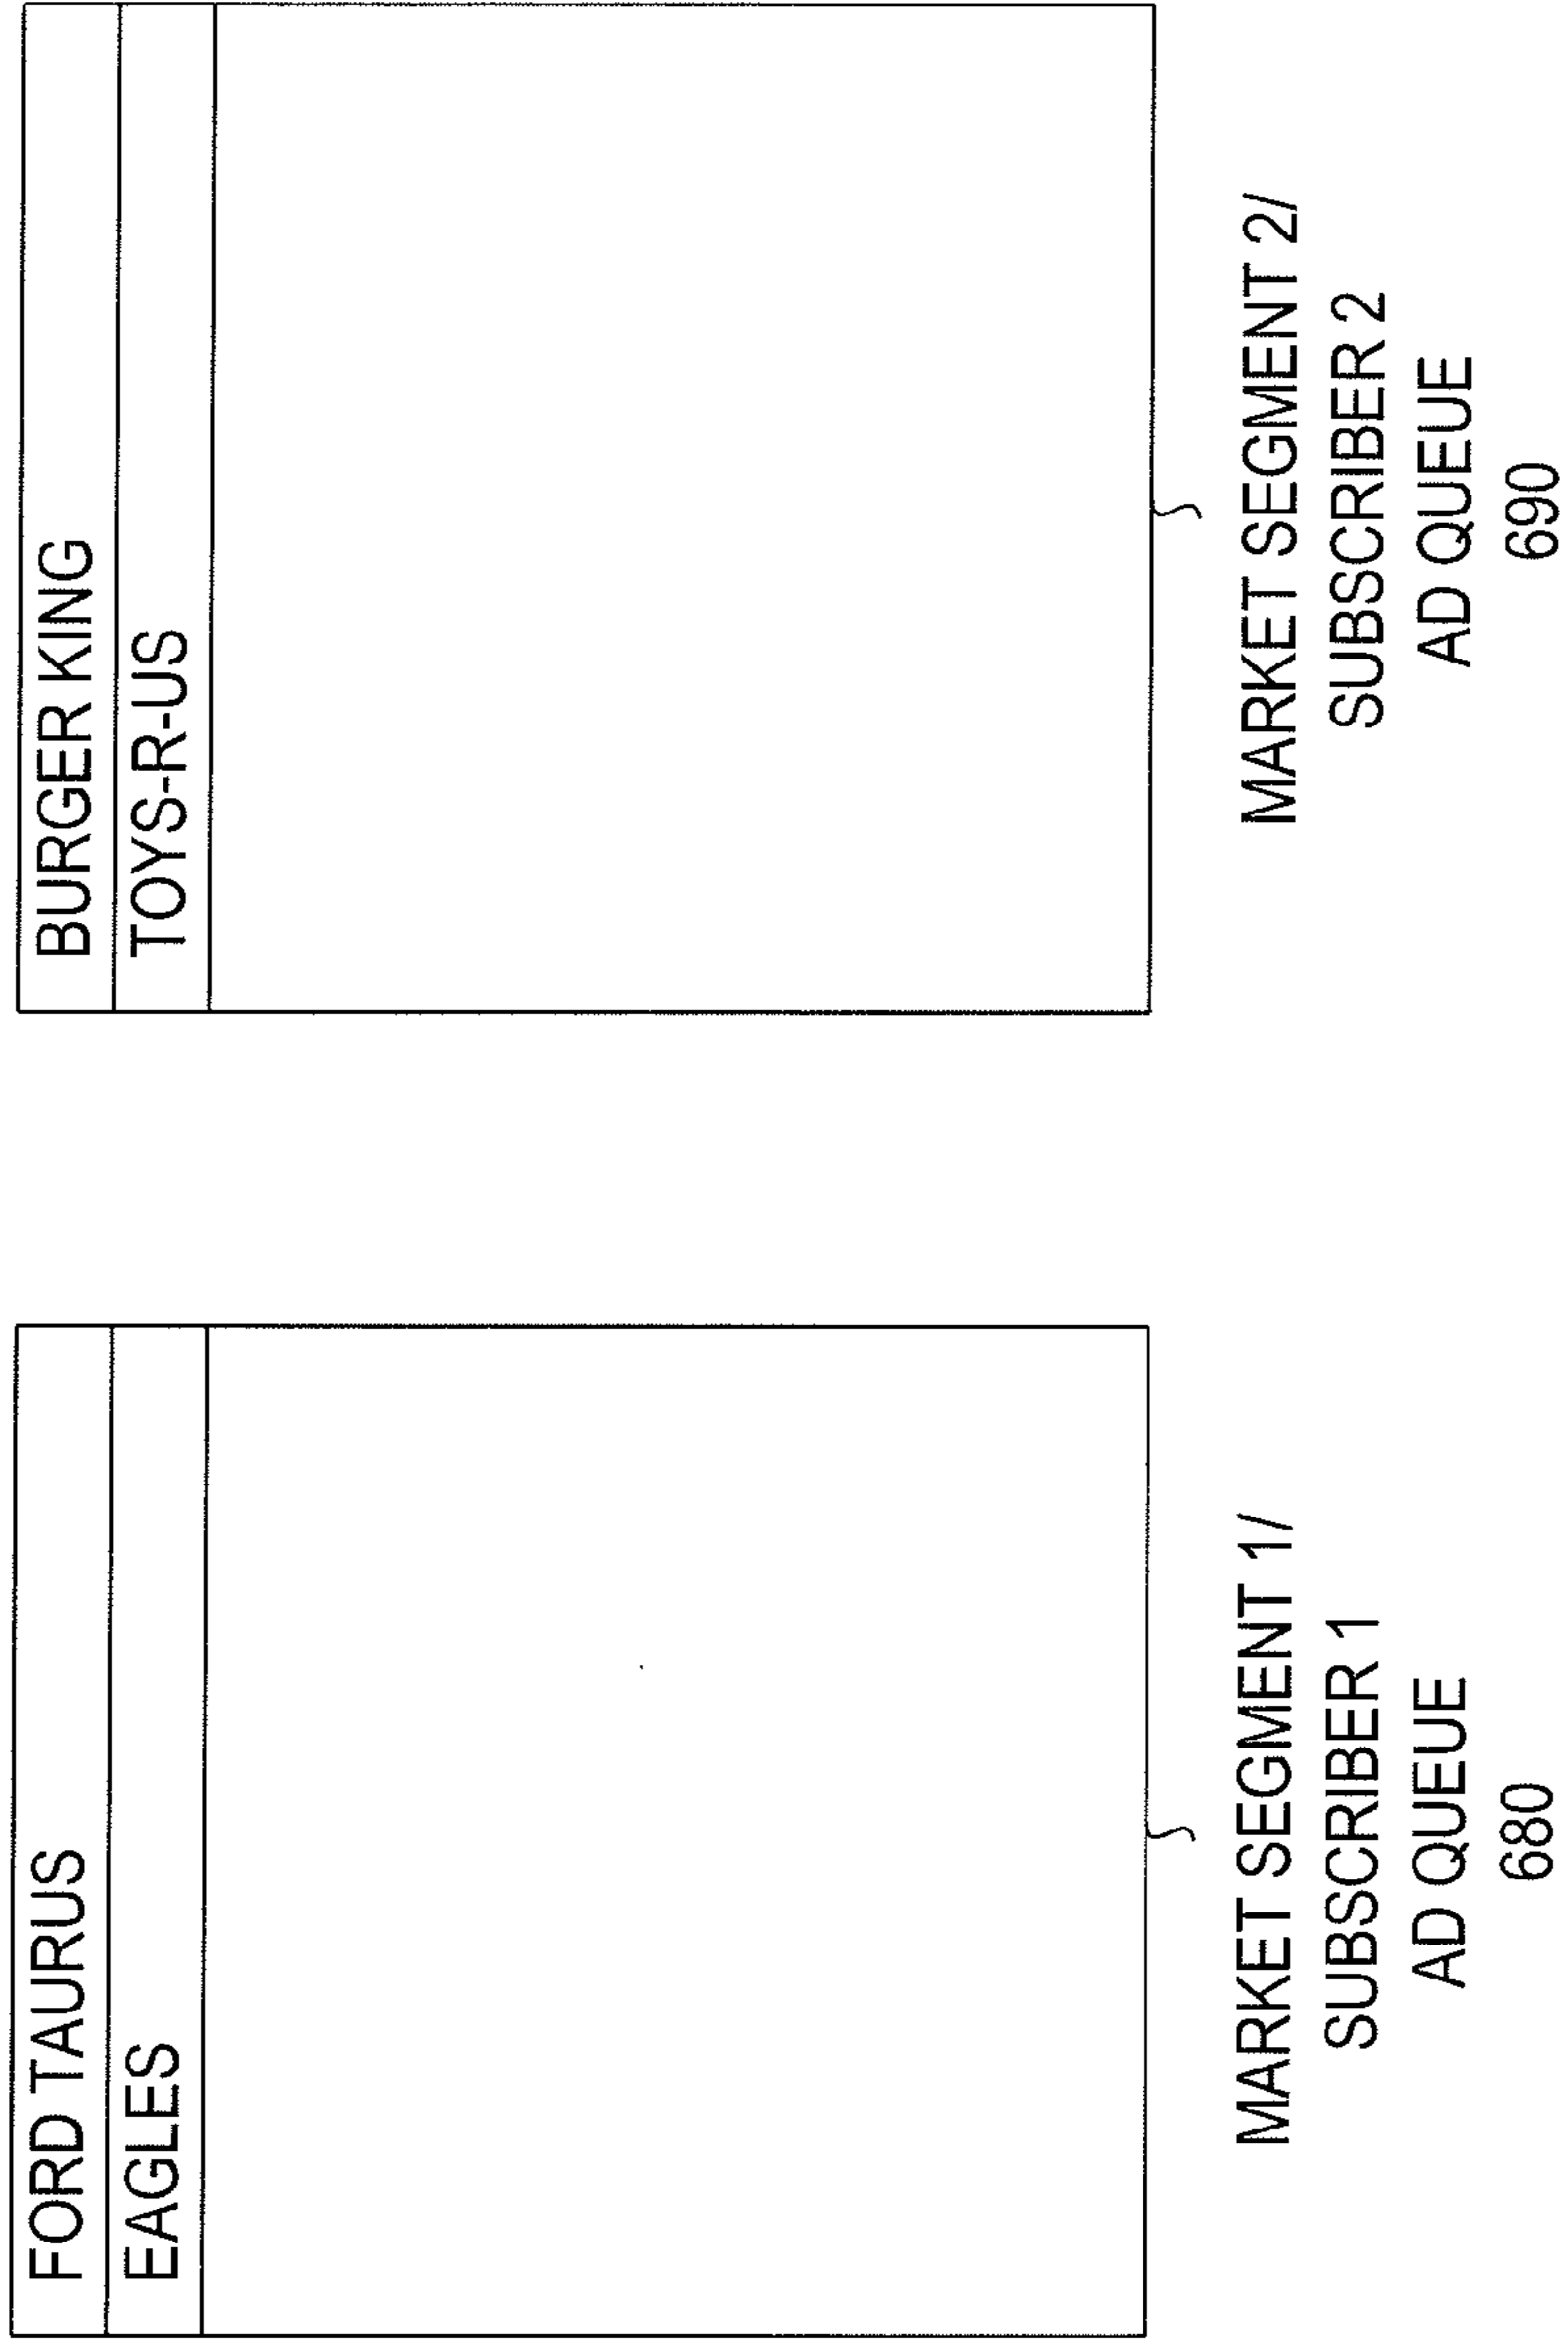 FORD TAURUS
EAGLES
MARKET SEGMENT 1/
SUBSCRIBER 1
AD QUEUE
680
BURGER KING
TOYS-R-US
MARKET SEGMENT 2/
SUBSCRIBER 2
AD QUEUE
690